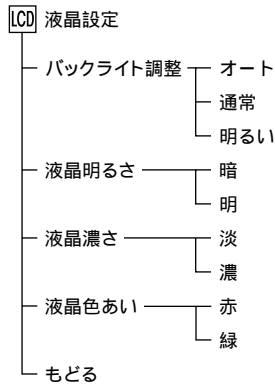 LCD 液晶設定
バックライト調整 オート
通常
明るい
液晶明るさ 暗
明
液晶濃さ 淡
濃
液晶色あい 赤
緑
もどる